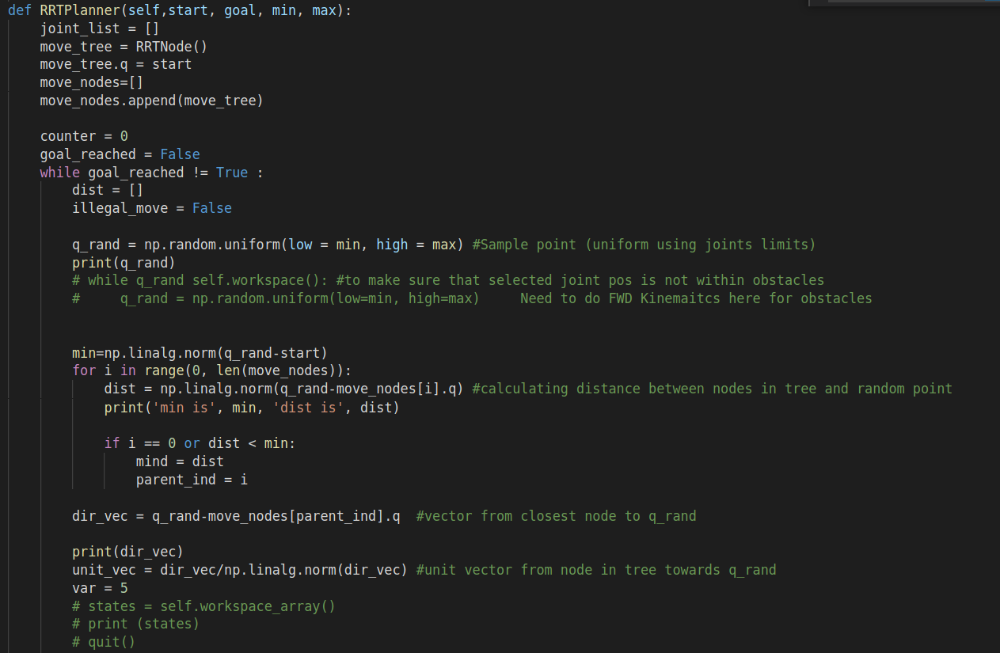 def RRTPlanner(self,start, goal, min, max):
    joint_list = []
    move_tree = RRTNode()
    move_tree.q = start
    move_nodes=[]
    move_nodes.append(move_tree)

    counter = 0
    goal_reached = False
    while goal_reached != True :
        dist = []
        illegal_move = False

        q_rand = np.random.uniform(low = min, high = max) #Sample point (uniform using joints limits)
        print(q_rand)
        # while q_rand self.workspace(): #to make sure that selected joint pos is not within obstacles
        #     q_rand = np.random.uniform(low=min, high=max)     Need to do FWD Kinemaitcs here for obstacles


        min=np.linalg.norm(q_rand-start)
        for i in range(0, len(move_nodes)):
            dist = np.linalg.norm(q_rand-move_nodes[i].q) #calculating distance between nodes in tree and random point
            print('min is', min, 'dist is', dist)

            if i == 0 or dist < min:
                mind = dist
                parent_ind = i

        dir_vec = q_rand-move_nodes[parent_ind].q  #vector from closest node to q_rand

        print(dir_vec)
        unit_vec = dir_vec/np.linalg.norm(dir_vec) #unit vector from node in tree towards q_rand
        var = 5
        # states = self.workspace_array()
        # print (states)
        # quit()